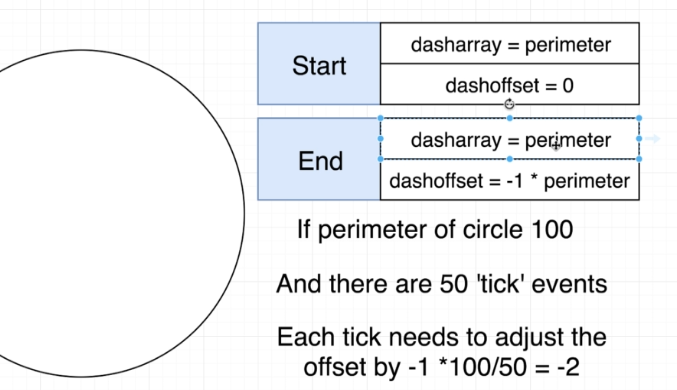 Start
dasharray = perimeter
dashoffset = 0
End
dasharray = perimeter
dashoffset = -1 * perimeter
If perimeter of circle 100
And there are 50 'tick' events
Each tick needs to adjust the
offset by -1 *100/50 = -2